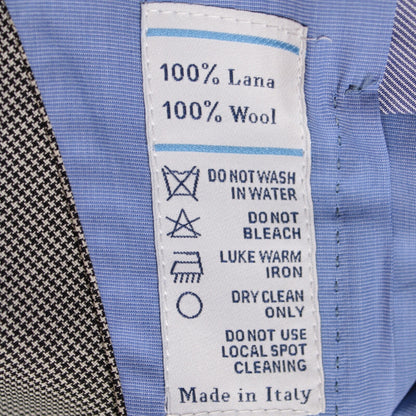 100% Lana
100% Wool
DO NOT WASH
IN WATER
DO NOT
BLEACH
LUKE WARM
IRON
DRY CLEAN
ONLY
DO NOT USE
LOCAL SPOT
CLEANING
Made in Italy